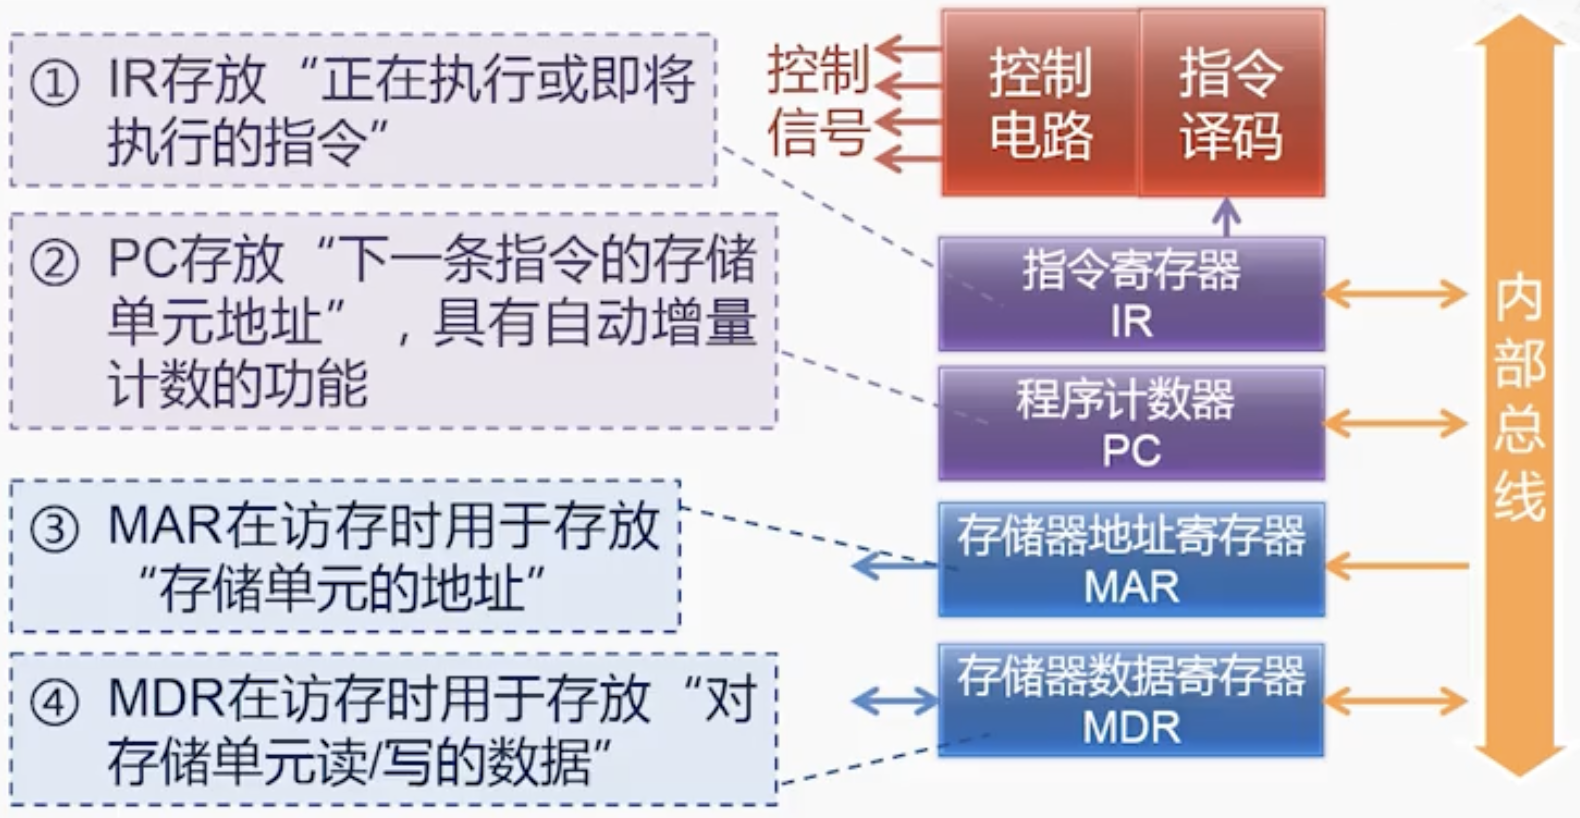 ① IR存放“正在执行或即将
执行的指令”
② PC存放“下一条指令的存储
单元地址”，具有自动增量
计数的功能
③ MAR在访存时用于存放
“存储单元的地址”
④ MDR在访存时用于存放“对
存储单元读/写的数据”
控制
信号
控制
电路
指令
译码
指令寄存器
IR
程序计数器
PC
存储器地址寄存器
MAR
存储器数据寄存器
MDR
内
部
总
线